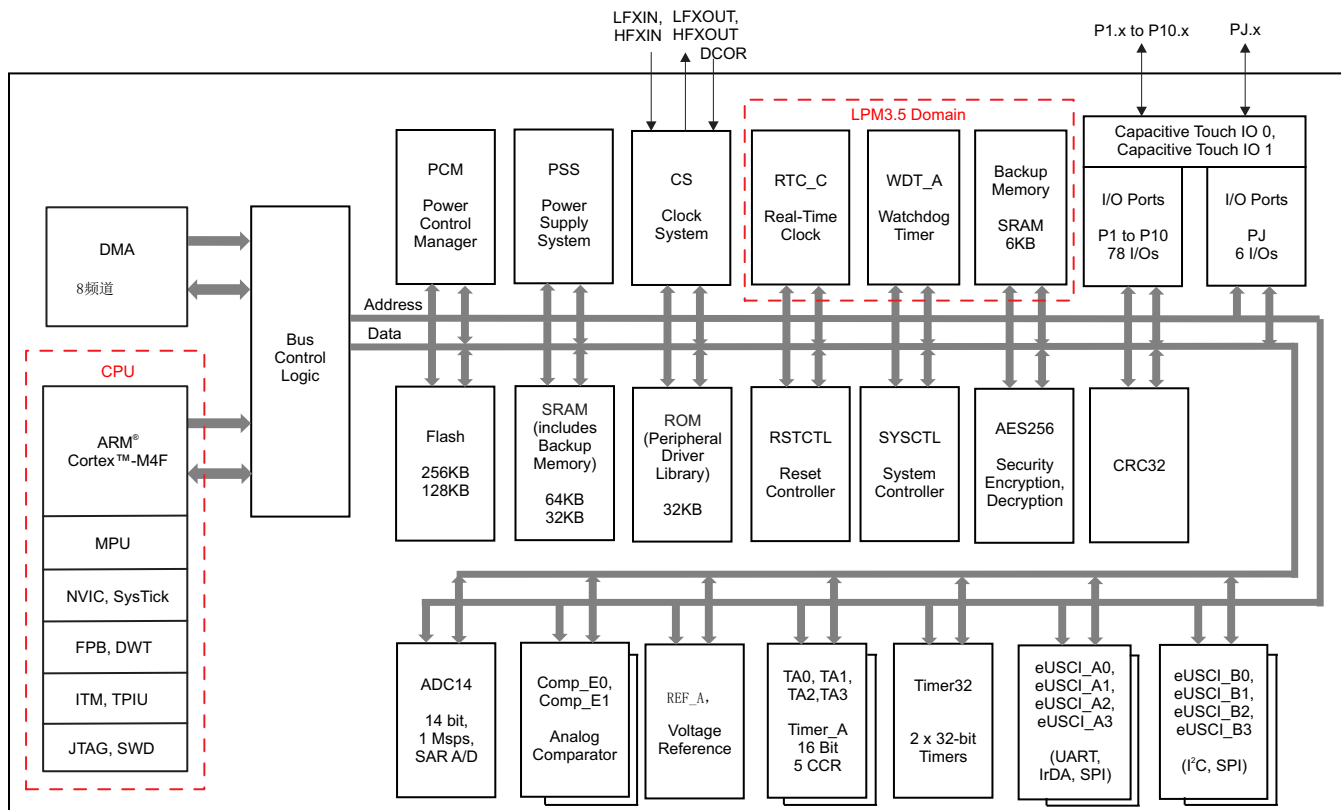 LFXIN,
HFXIN
LFXOUT,
HFXOUT
DCOR
P1.x to P10.x
PJ.x
LPM3.5 Domain
PCM
Power
Control
Manager
PSS
Power
Supply
System
CS
Clock
System
RTC_C
Real-Time
Clock
WDT_A
Watchdog
Timer
Backup
Memory
SRAM
6KB
Capacitive Touch IO 0,
Capacitive Touch IO 1
I/O Ports
P1 to P10
78 I/Os
I/O Ports
PJ
6 I/Os
DMA
8频道
Bus
Control
Logic
Address
Data
CPU
ARM®
Cortex™-M4F
MPU
NVIC, SysTick
FPB, DWT
ITM, TPIU
JTAG, SWD
Flash
256KB
128KB
SRAM
(includes
Backup
Memory)
64KB
32KB
ROM
(Peripheral
Driver
Library)
32KB
RSTCTL
Reset
Controller
SYSCTL
System
Controller
AES256
Security
Encryption,
Decryption
CRC32
ADC14
14 bit,
1 Msps,
SAR A/D
Comp_E0,
Comp_E1
Analog
Comparator
REF_A，
Voltage
Reference
TA0, TA1,
TA2,TA3
Timer_A
16 Bit
5 CCR
Timer32
2 x 32-bit
Timers
eUSCI_A0,
eUSCI_A1,
eUSCI_A2,
eUSCI_A3
(UART,
IrDA, SPI)
eUSCI_B0,
eUSCI_B1,
eUSCI_B2,
eUSCI_B3
(I²C, SPI)